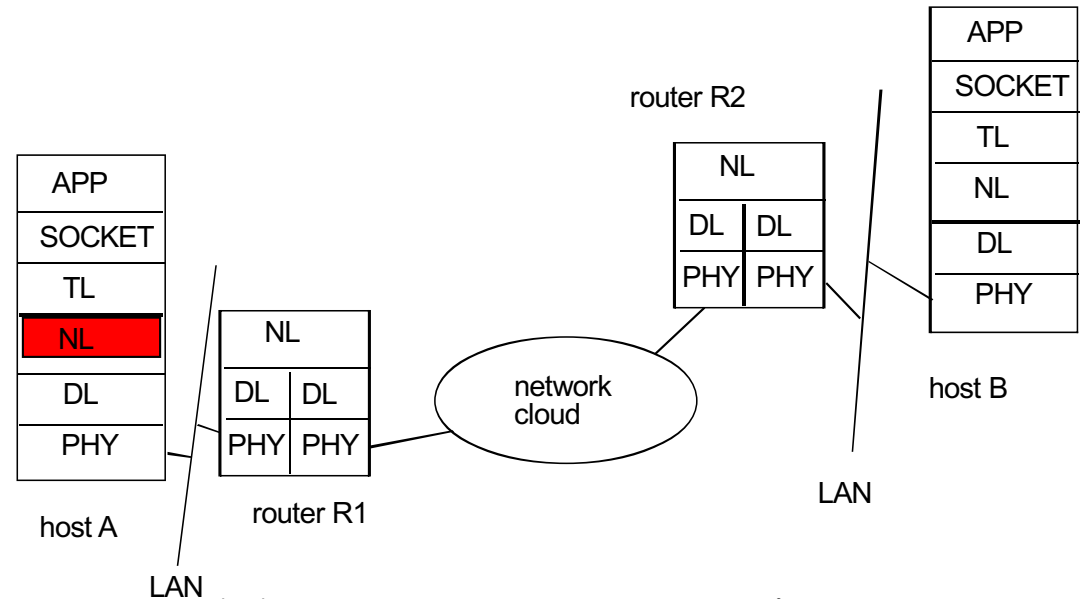 APP
SOCKET
TL
NL
DL
PHY
host A
LAN
NL
DL DL
PHY PHY
router R1
network
cloud
router R2
NL
DL DL
PHY PHY
LAN
APP
SOCKET
TL
NL
DL
PHY
host B